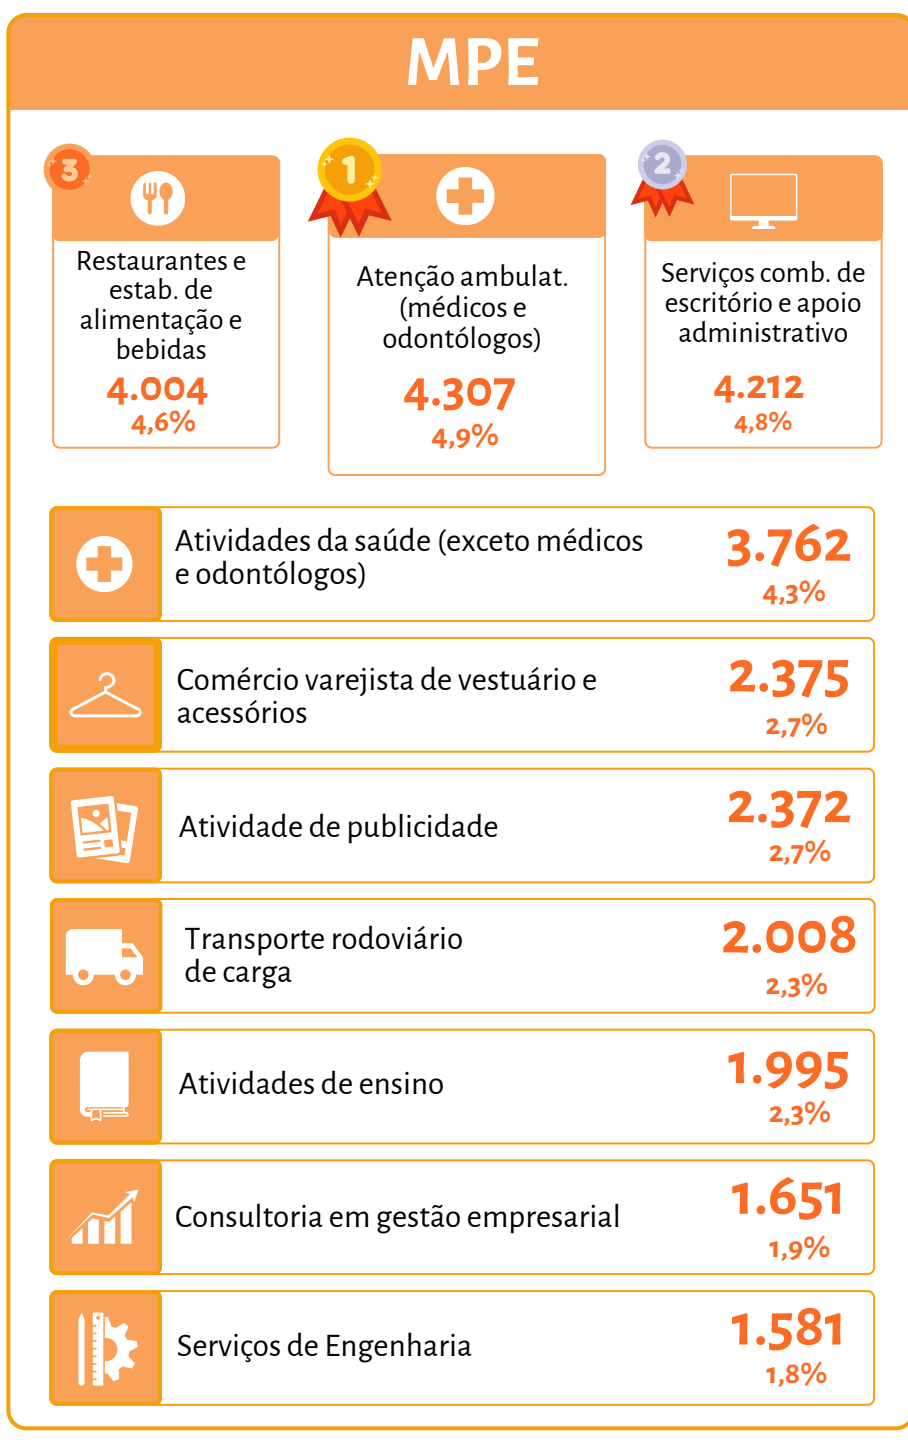 MPE
3
Restaurantes e
estab. de
alimentação e
bebidas
4.004
4,6%
1
Atenção ambulat.
(médicos e
odontólogos)
4.307
4,9%
2
Serviços comb. de
escritório e apoio
administrativo
4.212
4,8%
Atividades da saúde (exceto médicos
e odontólogos)
3.762
4,3%
Comércio varejista de vestuário e
acessórios
2.375
2,7%
Atividade de publicidade
2.372
2,7%
Transporte rodoviário
de carga
2.008
2,3%
Atividades de ensino
1.995
2,3%
Consultoria em gestão empresarial
1.651
1,9%
Serviços de Engenharia
1.581
1,8%